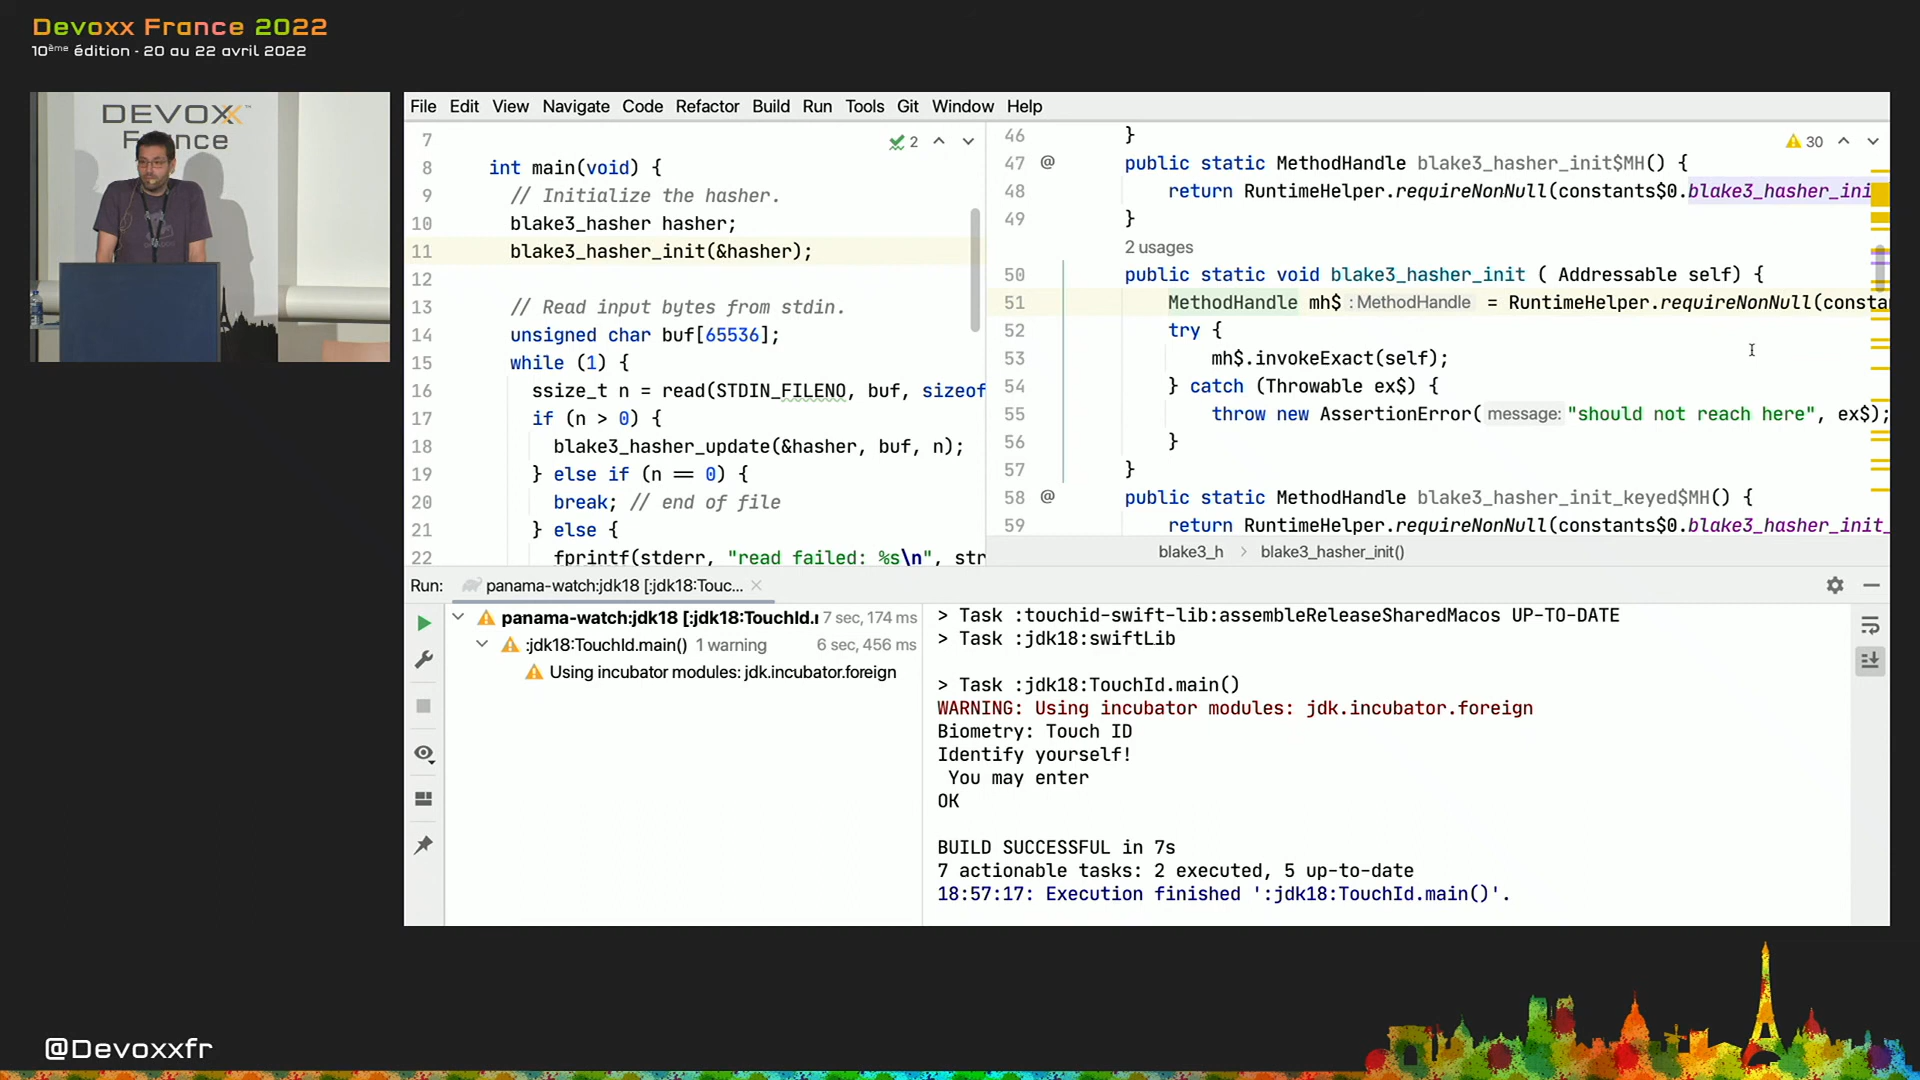 Devoxx France 2022
10ème édition - 20 au 22 avril 2022
DEVOXX™
France
File Edit View Navigate Code Refactor Build Run Tools Git Window Help
7
8 int main(void) {
9 // Initialize the hasher.
10 blake3_hasher hasher;
11 blake3_hasher_init(&hasher);
12
13 // Read input bytes from stdin.
14 unsigned char buf[65536];
15 while (1) {
16 ssize_t n = read(STDIN_FILENO, buf, sizeof
17 if (n > 0) {
18 blake3_hasher_update(&hasher, buf, n);
19 } else if (n == 0) {
20 break; // end of file
21 } else {
22 fprintf(stderr, "read failed: %s\n", str
2
46 }
47 @ public static MethodHandle blake3_hasher_init$MH() {
48 return RuntimeHelper.requireNonNull(constants$0.blake3_hasher_ini
49 }
2 usages
50 public static void blake3_hasher_init ( Addressable self) {
51 MethodHandle mh$ : MethodHandle = RuntimeHelper.requireNonNull(consta
52 try {
53 mh$.invokeExact(self);
54 } catch (Throwable ex$) {
55 throw new AssertionError( message: "should not reach here", ex$);
56 }
57 }
58 @ public static MethodHandle blake3_hasher_init_keyed$MH() {
59 return RuntimeHelper.requireNonNull(constants$0.blake3_hasher_init_
30
blake3_h > blake3_hasher_init()
Run: panama-watch:jdk18 [:jdk18:Touc...
panama-watch:jdk18 [:jdk18:TouchId.r 7 sec, 174 ms
:jdk18:TouchId.main() 1 warning 6 sec, 456 ms
Using incubator modules: jdk.incubator.foreign
> Task :touchid-swift-lib:assembleReleaseSharedMacos UP-TO-DATE
> Task :jdk18:swiftLib
> Task :jdk18:TouchId.main()
WARNING: Using incubator modules: jdk.incubator.foreign
Biometry: Touch ID
Identify yourself!
You may enter
OK
BUILD SUCCESSFUL in 7s
7 actionable tasks: 2 executed, 5 up-to-date
18:57:17: Execution finished ':jdk18:TouchId.main()'.
@Devoxxfr